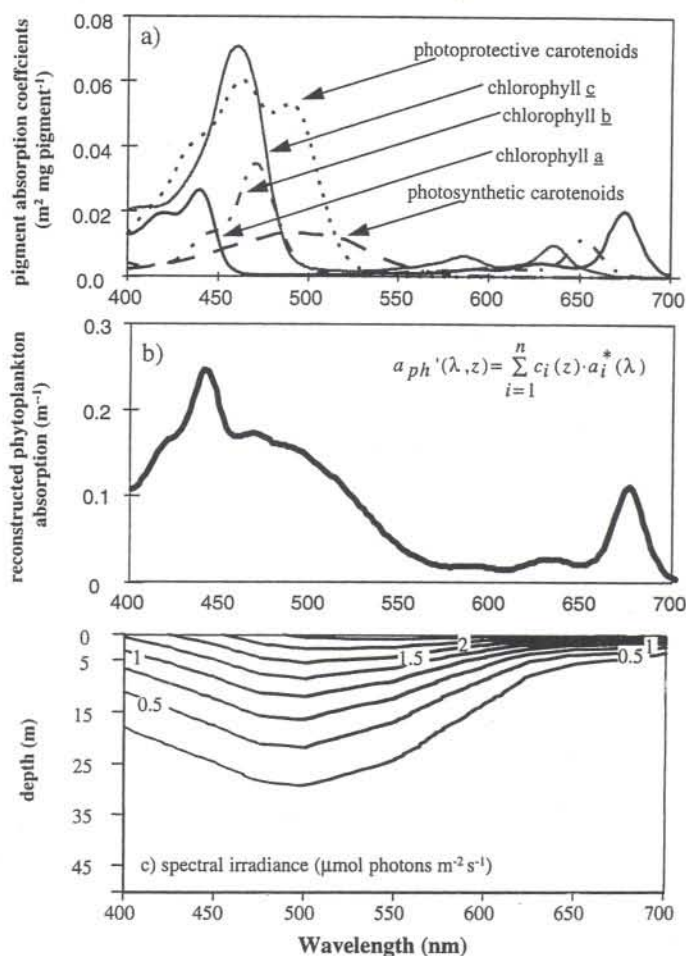 0.08
a)
photoprotective carotenoids
0.06
chlorophyll c
chlorophyll b
0.04
chlorophyll a
0.02
photosynthetic carotenoids
0.0
pigment absorption coeffcients
(m² mg pigment⁻¹)
400 450 500 550 600 650 700
0.3
b)
aph'(λ,z)= n∑i=1 ci(z)·ai*(λ)
0.2
0.1
0
reconstructed phytoplankton
absorption (m⁻¹)
400 450 500 550 600 650 700
0
5
15
25
35
45
depth (m)
2
1
1
1.5
0.5
0.5
c) spectral irradiance (µmol photons m⁻² s⁻¹)
400 450 500 550 600 650 700
Wavelength (nm)